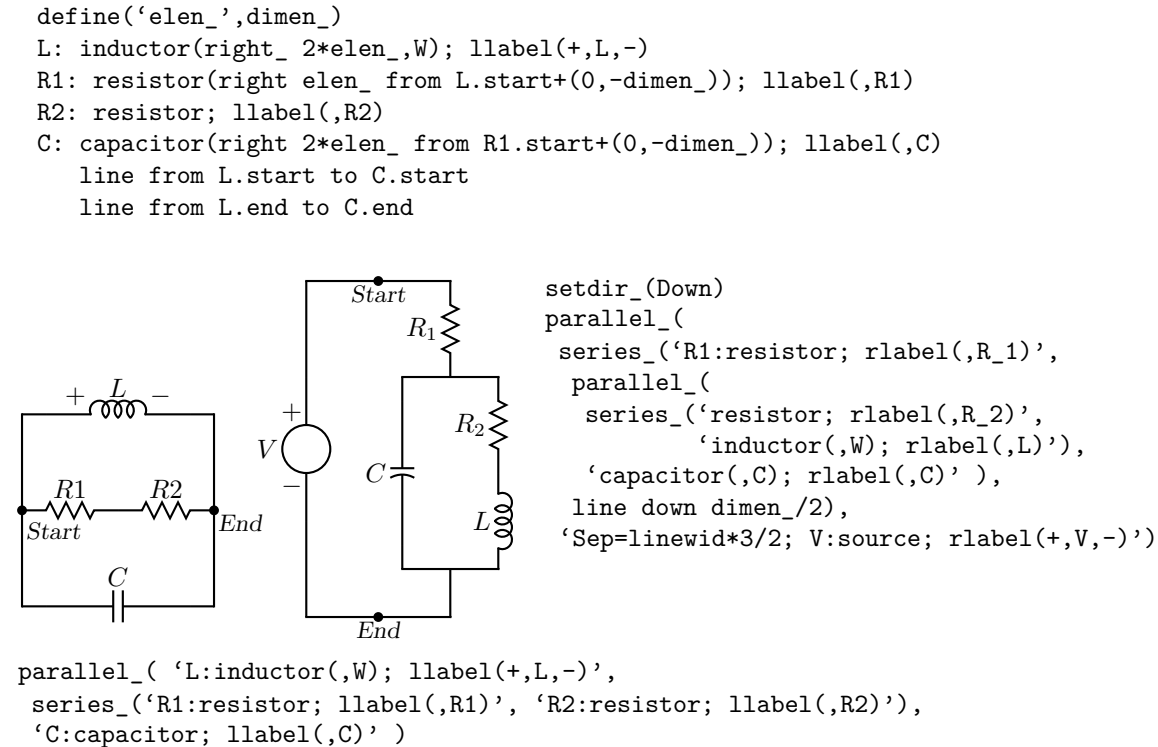 define(‘elen_’,dimen_)
L: inductor(right_ 2*elen_,W); llabel(+,L,-)
R1: resistor(right elen_ from L.start+(0,-dimen_)); llabel(,R1)
R2: resistor; llabel(,R2)
C: capacitor(right 2*elen_ from R1.start+(0,-dimen_)); llabel(,C)
line from L.start to C.start
line from L.end to C.end
+ L −
R1 R2
Start End
C
Start
R1
+
V
−
R2
C
L
End
setdir_(Down)
parallel_(
series_(‘R1:resistor; rlabel(,R_1)’,
parallel_(
series_(‘resistor; rlabel(,R_2)’,
‘inductor(,W); rlabel(,L)’),
‘capacitor(,C); rlabel(,C)’ ),
line down dimen_/2),
‘Sep=linewid*3/2; V:source; rlabel(+,V,-)’)
parallel_( ‘L:inductor(,W); llabel(+,L,-)’,
series_(‘R1:resistor; llabel(,R1)’, ‘R2:resistor; llabel(,R2)’),
‘C:capacitor; llabel(,C)’ )